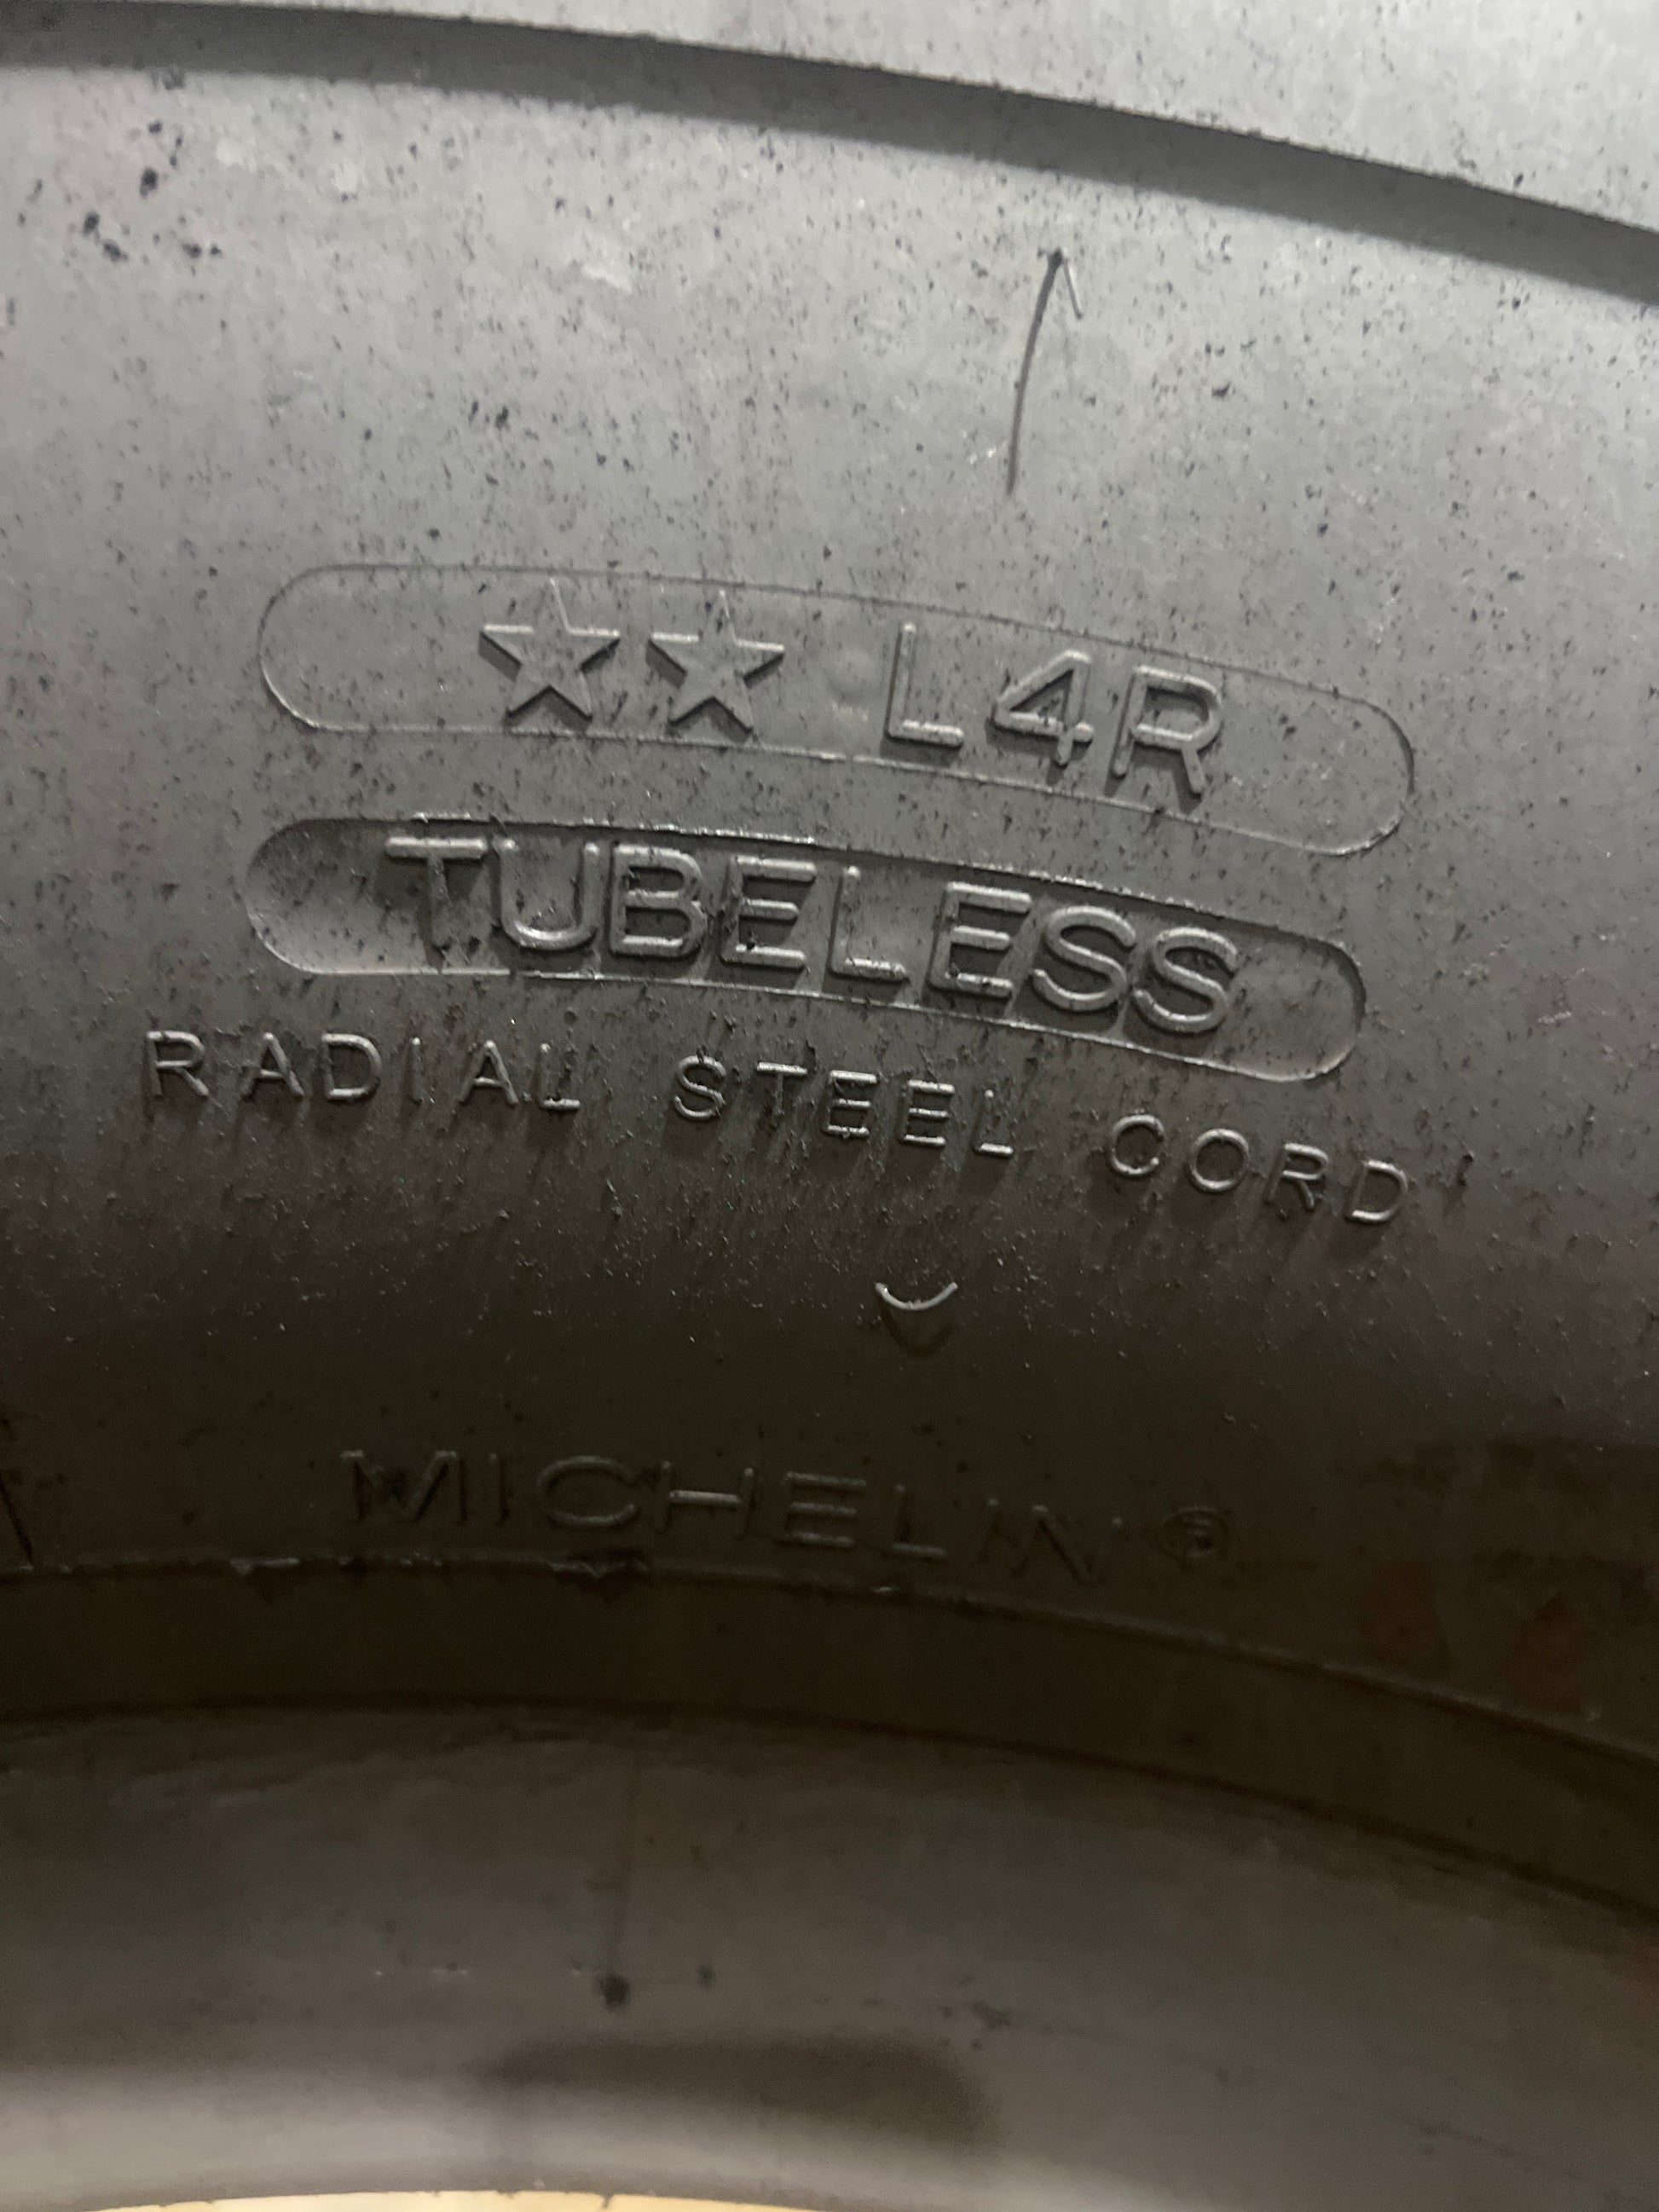 ★★ L4R
TUBELESS
RADIAL STEEL CORD
MICHELIN ®